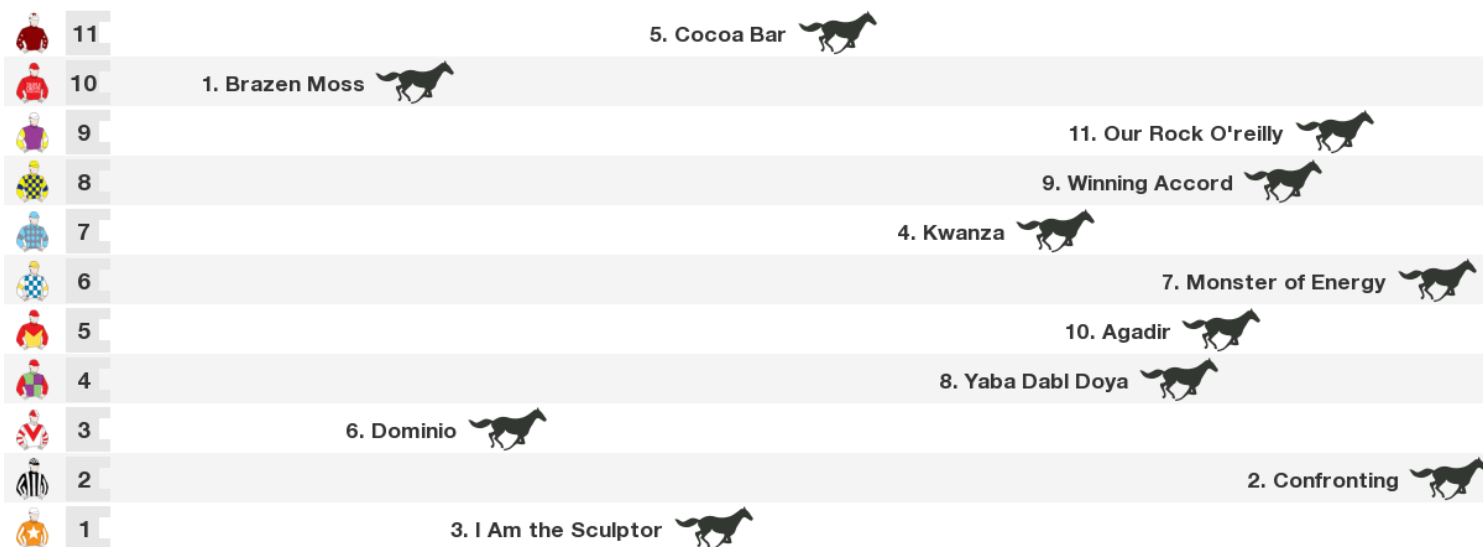 11 5. Cocoa Bar
10 1. Brazen Moss
9 11. Our Rock O'reilly
8 9. Winning Accord
7 4. Kwanza
6 7. Monster of Energy
5 10. Agadir
4 8. Yaba Dabl Doya
3 6. Dominio
2 2. Confronting
1 3. I Am the Sculptor